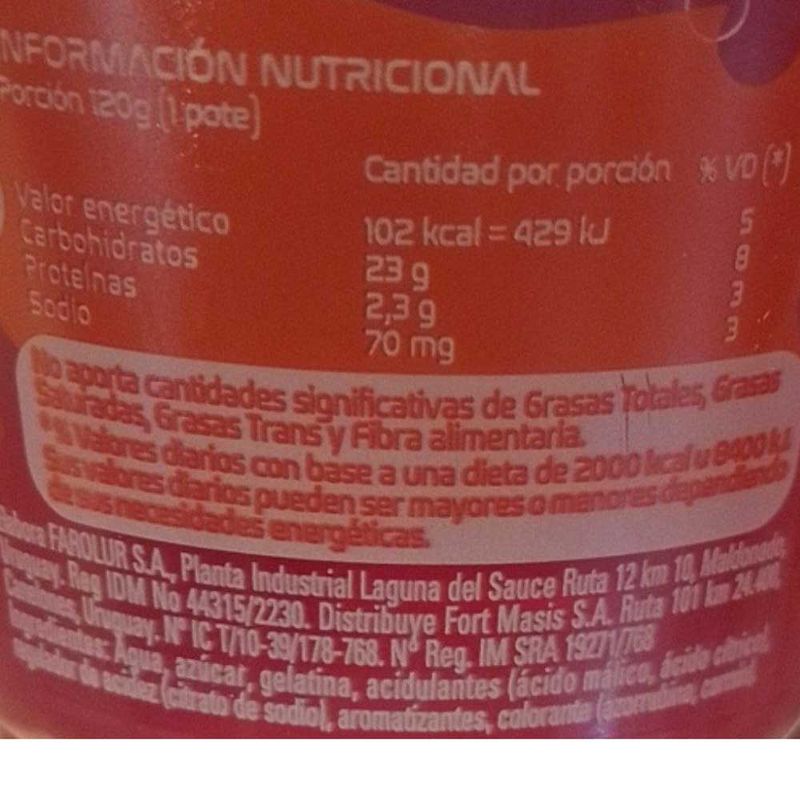 INFORMACIÓN NUTRICIONAL
Porción 120g (1 pote)
Cantidad por porción % VD (*)
Valor energético 102 kcal = 429 kJ 5
Carbohidratos 23 g 8
Proteínas 2,3 g 3
Sodio 70 mg 3
No aporta cantidades significativas de Grasas Totales, Grasas
Saturadas, Grasas Trans y Fibra alimentaria.
* % Valores diarios con base a una dieta de 2000 kcal u 8400 kJ.
Sus valores diarios pueden ser mayores o menores dependiendo
de sus necesidades energéticas.
Elabora FAROLUR S.A., Planta Industrial Laguna del Sauce Ruta 12 km 10, Maldonado,
Uruguay. Reg IDM No 44315/2230. Distribuye Fort Masis S.A. Ruta 101 km 24.400,
Canelones, Uruguay. N° IC T/10-39/178-768. N° Reg. IM SRA 19271/768
Ingredientes: Agua, azúcar, gelatina, acidulantes (ácido málico, ácido cítrico),
regulador de acidez (citrato de sodio), aromatizantes, colorante (azorrubina,